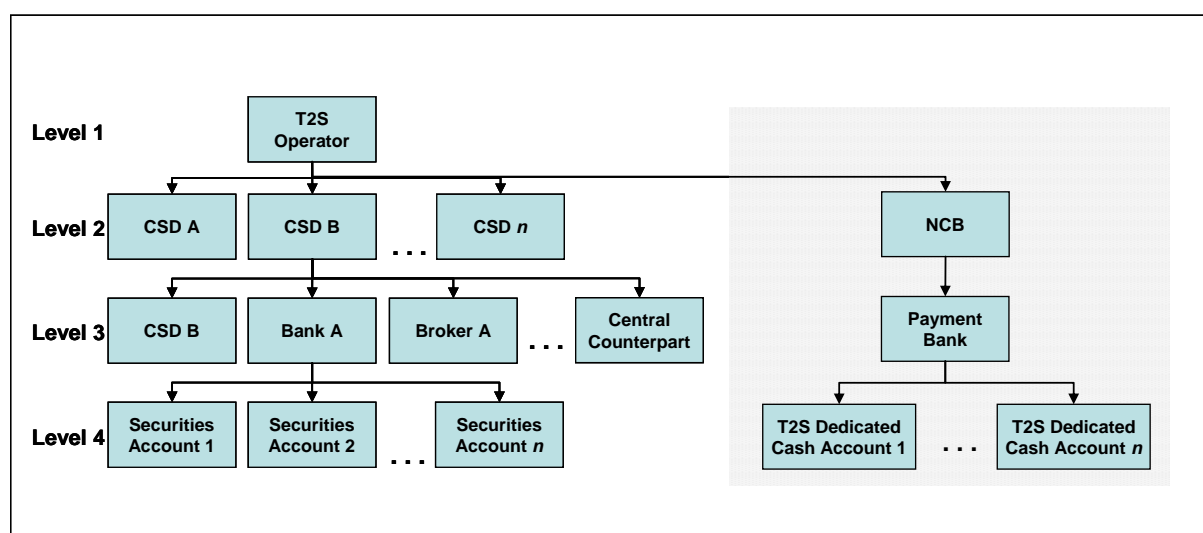 Level 1
T2S
Operator
Level 2
CSD A
CSD B
. . .
CSD n
NCB
Level 3
CSD B
Bank A
Broker A
. . .
Central
Counterpart
Payment
Bank
Level 4
Securities
Account 1
Securities
Account 2
. . .
Securities
Account n
T2S Dedicated
Cash Account 1
. . .
T2S Dedicated
Cash Account n